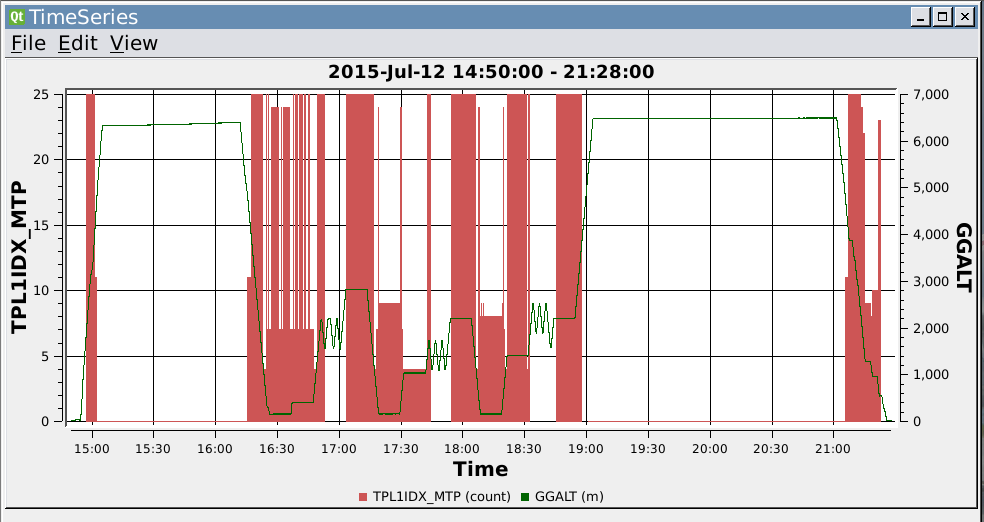 Qt TimeSeries
File Edit View
2015-Jul-12 14:50:00 - 21:28:00
25 7,000
20 6,000
5,000
15 4,000
10 3,000
2,000
5 1,000
0 0
TPL1IDX_MTP
GGALT
15:00 15:30 16:00 16:30 17:00 17:30 18:00 18:30 19:00 19:30 20:00 20:30 21:00
Time
TPL1IDX_MTP (count) GGALT (m)